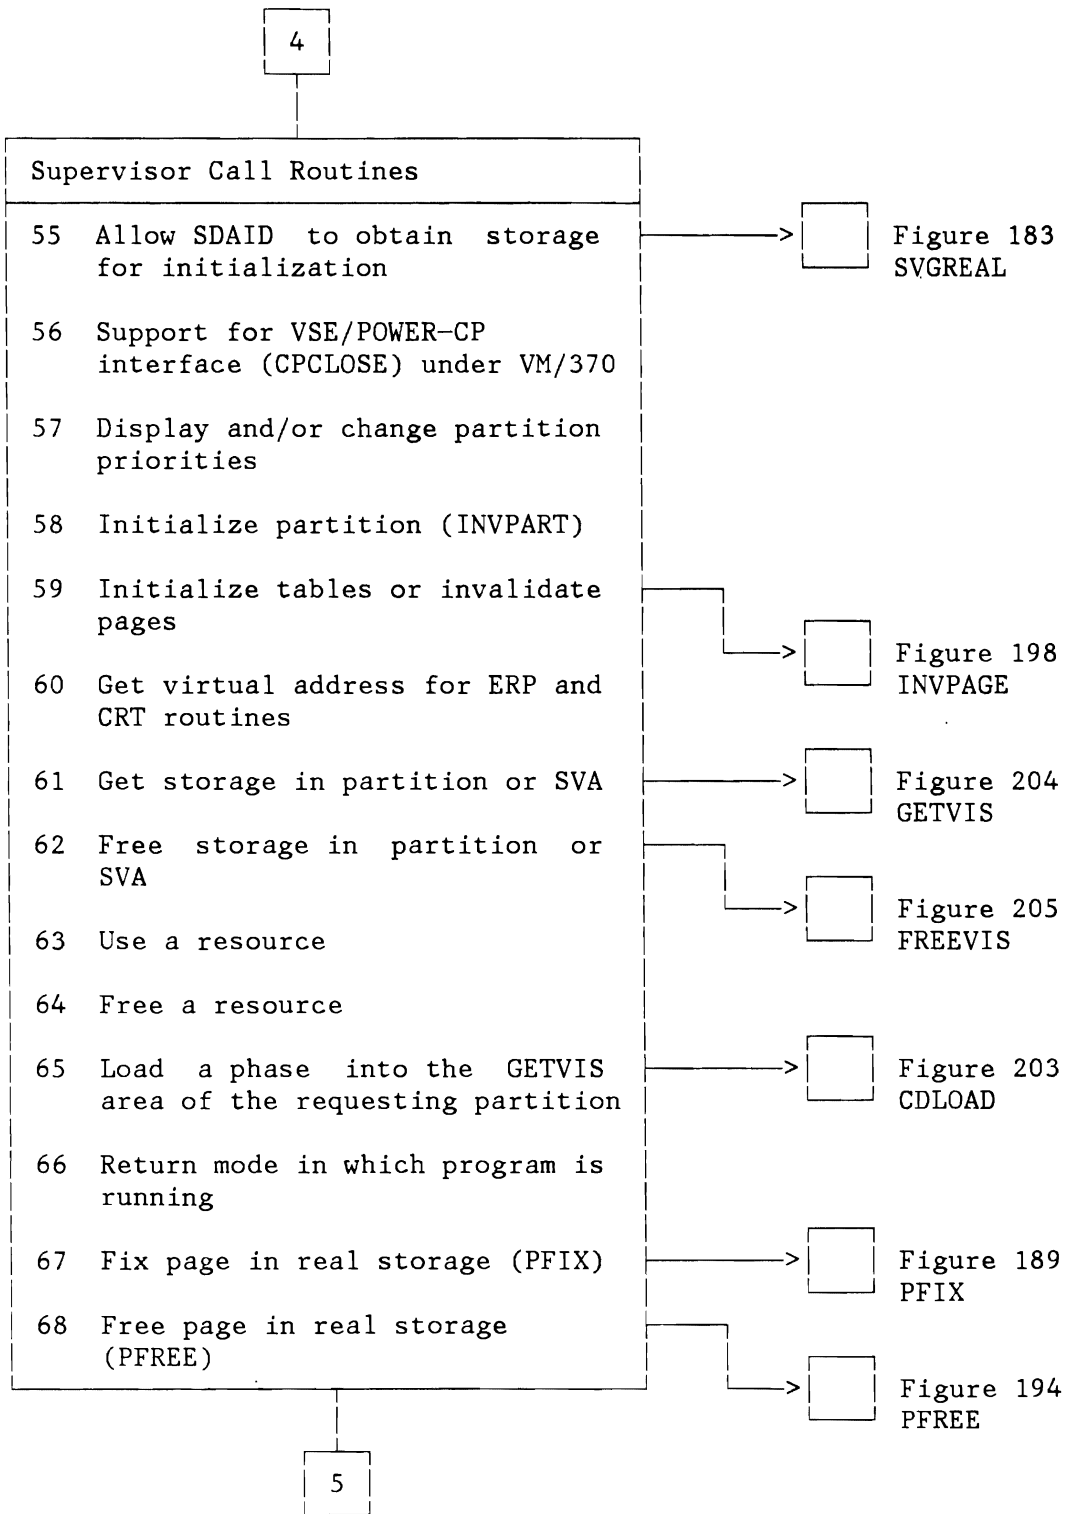 4
Supervisor Call Routines
55 Allow SDAID to obtain storage
for initialization
Figure 183
SVGREAL
56 Support for VSE/POWER-CP
interface (CPCLOSE) under VM/370
57 Display and/or change partition
priorities
58 Initialize partition (INVPART)
59 Initialize tables or invalidate
pages
Figure 198
INVPAGE
60 Get virtual address for ERP and
CRT routines
61 Get storage in partition or SVA
Figure 204
GETVIS
62 Free storage in partition or
SVA
Figure 205
FREEVIS
63 Use a resource
64 Free a resource
65 Load a phase into the GETVIS
area of the requesting partition
Figure 203
CDLOAD
66 Return mode in which program is
running
67 Fix page in real storage (PFIX)
Figure 189
PFIX
68 Free page in real storage
(PFREE)
Figure 194
PFREE
5